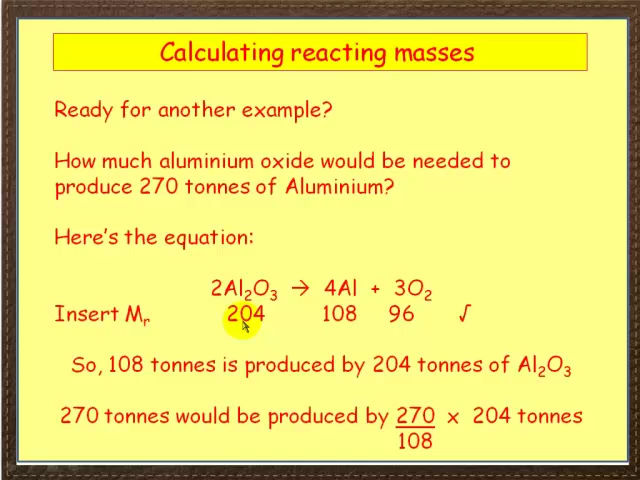 Calculating reacting masses
Ready for another example?
How much aluminium oxide would be needed to
produce 270 tonnes of Aluminium?
Here's the equation:
2Al₂O₃ → 4Al + 3O₂
Insert Mᵣ 204 108 96 √
So, 108 tonnes is produced by 204 tonnes of Al₂O₃
270 tonnes would be produced by 270 x 204 tonnes
108